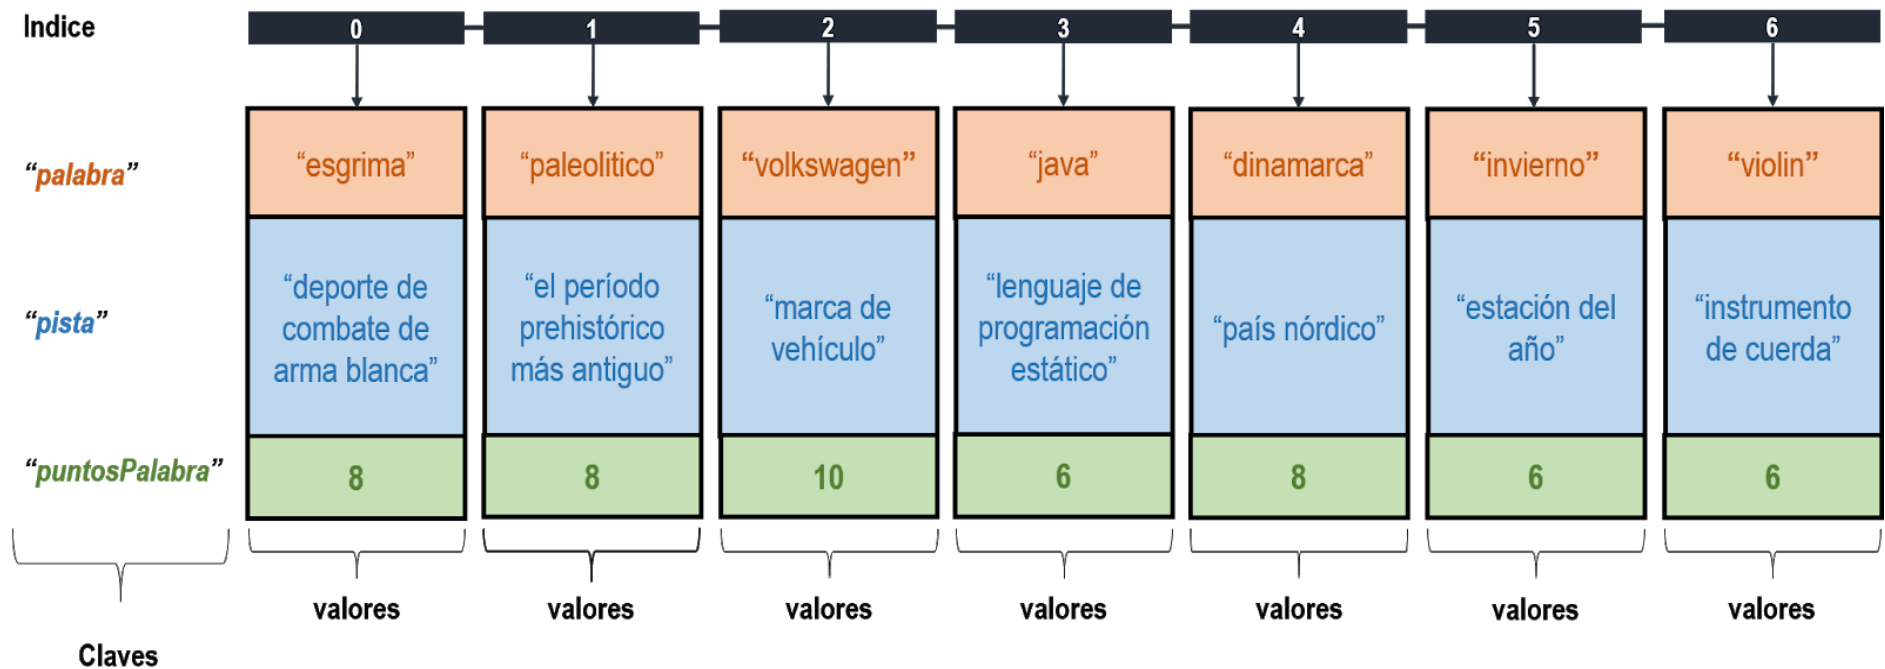 Indice 0 1 2 3 4 5 6
“palabra” “esgrima” “paleolitico” “volkswagen” “java” “dinamarca” “invierno” “violin”
“pista”
“deporte de
combate de
arma blanca”
“el período
prehistórico
más antiguo”
“marca de
vehículo”
“lenguaje de
programación
estático”
“país nórdico”
“estación del
año”
“instrumento
de cuerda”
“puntosPalabra” 8 8 10 6 8 6 6
valores valores valores valores valores valores valores
Claves